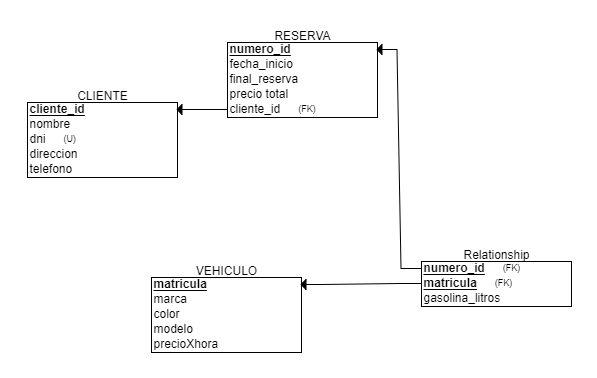 RESERVA
numero_id
fecha_inicio
final_reserva
precio total
cliente_id (FK)
CLIENTE
cliente_id
nombre
dni (U)
direccion
telefono
Relationship
numero_id (FK)
matricula (FK)
gasolina_litros
VEHICULO
matricula
marca
color
modelo
precioXhora